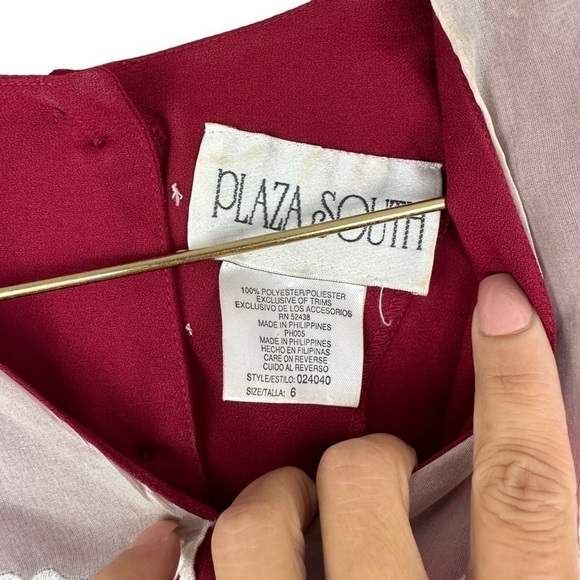 PLAZA SOUTH
100% POLYESTER/POLIESTER
EXCLUSIVE OF TRIMS
EXCLUSIVO DE LOS ACCESORIOS
RN 52438
MADE IN PHILIPPINES
PH005
MADE IN PHILIPPINES
HECHO EN FILIPINAS
CARE ON REVERSE
CUIDO AL REVERSO
STYLE/ESTILO: 024040
SIZE/TALLA: 6